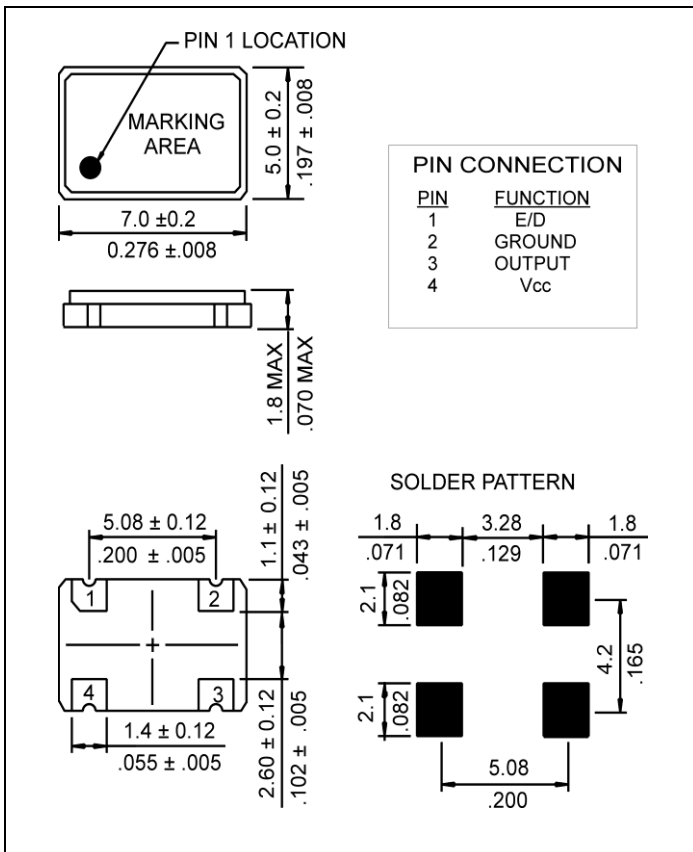 PIN 1 LOCATION
MARKING
AREA
5.0 ± 0.2
.197 ± .008
7.0 ±0.2
0.276 ±.008
PIN CONNECTION
PIN FUNCTION
1 E/D
2 GROUND
3 OUTPUT
4 Vcc
1.8 MAX
.070 MAX
5.08 ± 0.12
.200 ± .005
1.1 ± 0.12
.043 ± .005
1 2
4 3
1.4 ± 0.12
.055 ± .005
2.60 ± 0.12
.102 ± .005
SOLDER PATTERN
1.8 3.28 1.8
.071 .129 .071
2.1
.082
4.2
.165
2.1
.082
5.08
.200